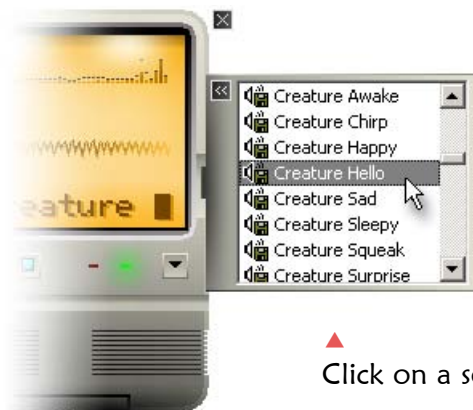 eature
Creature Awake
Creature Chirp
Creature Happy
Creature Hello
Creature Sad
Creature Sleepy
Creature Squeak
Creature Surprise
Click on a s